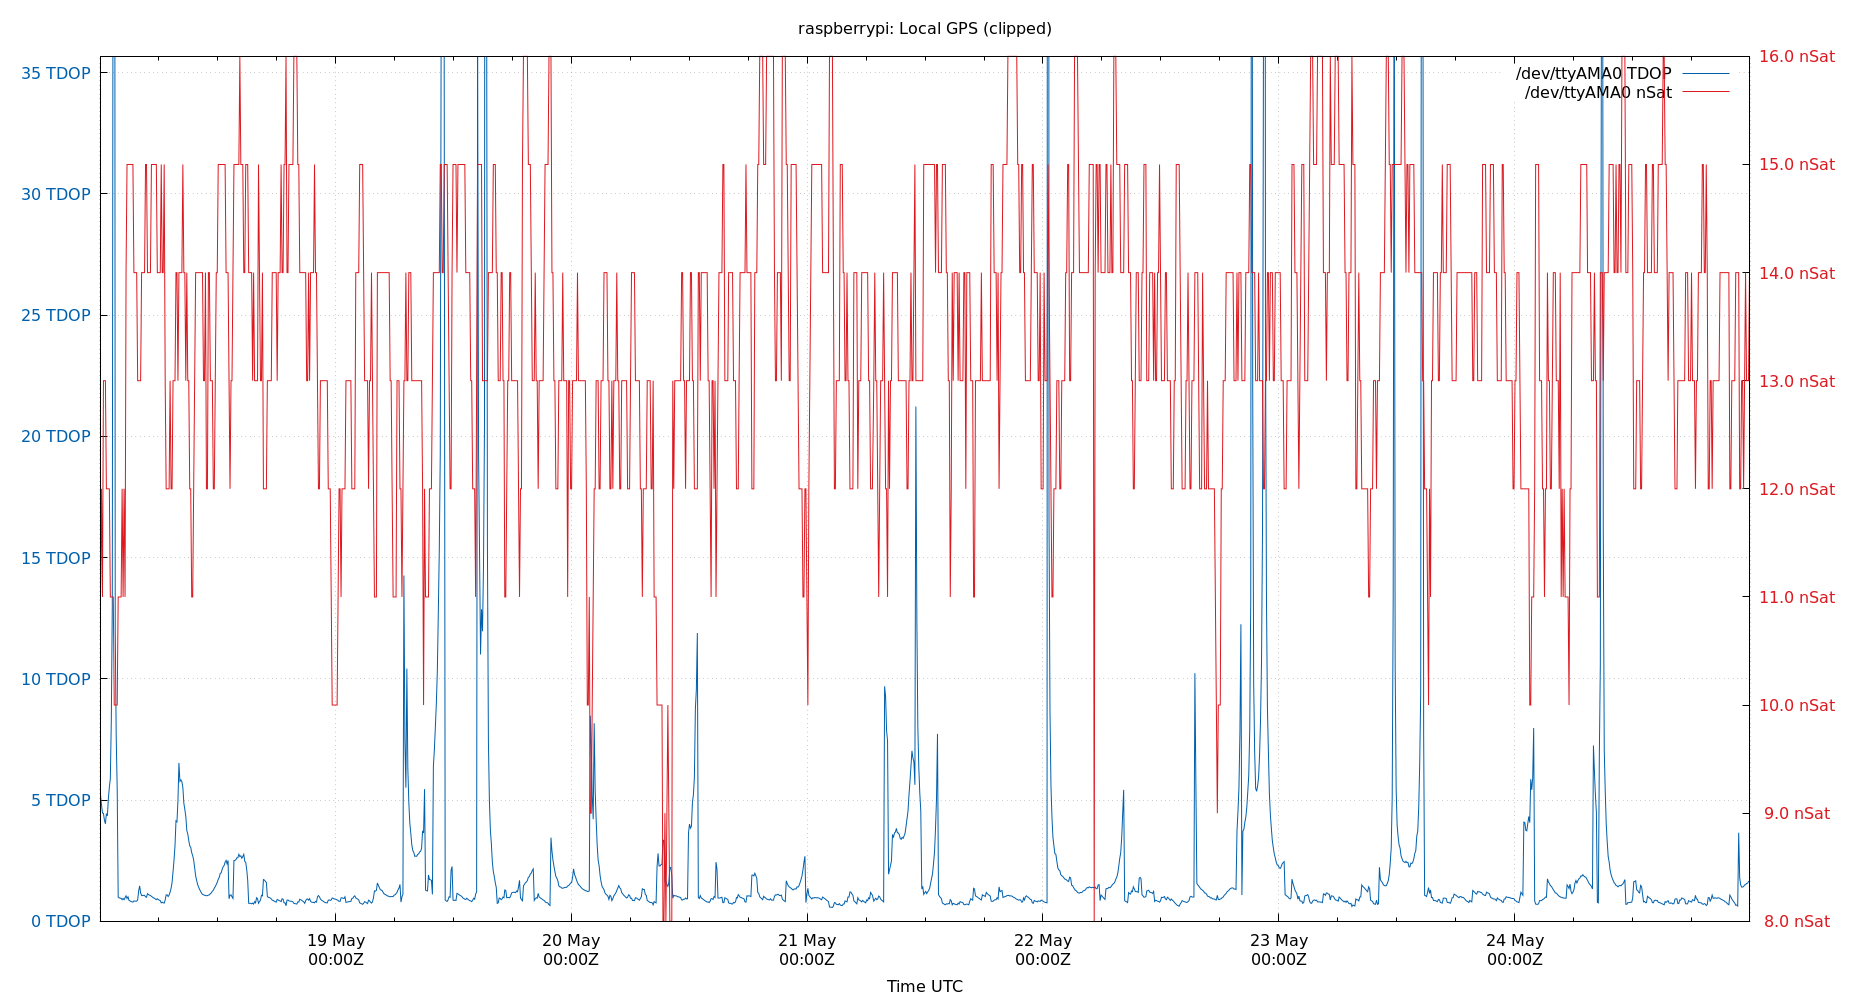 raspberrypi: Local GPS (clipped)
35 TDOP
30 TDOP
25 TDOP
20 TDOP
15 TDOP
10 TDOP
5 TDOP
0 TDOP
16.0 nSat
15.0 nSat
14.0 nSat
13.0 nSat
12.0 nSat
11.0 nSat
10.0 nSat
9.0 nSat
8.0 nSat
/dev/ttyAMA0 TDOP
/dev/ttyAMA0 nSat
19 May
00:00Z
20 May
00:00Z
21 May
00:00Z
22 May
00:00Z
23 May
00:00Z
24 May
00:00Z
Time UTC